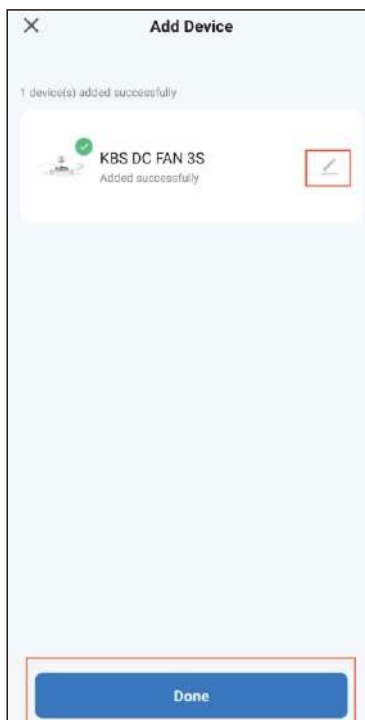 Add Device
1 device(s) added successfully
KBS DC FAN 3S
Added successfully
Done